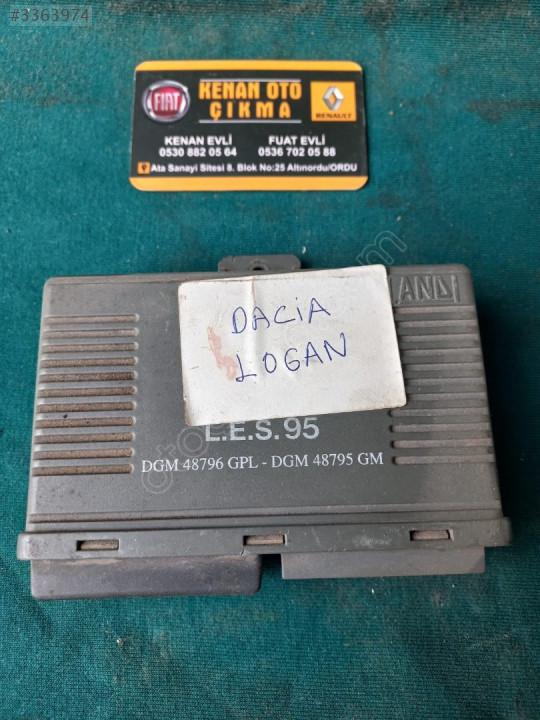 #3363974
FIAT
KENAN OTO
ÇIKMA
RENAULT
KENAN EVLİ
0530 882 05 64
FUAT EVLİ
0536 702 05 88
Ata Sanayi Sitesi 8. Blok No:25 Altınordu/ORDU
DACiA
LOGAN
L.E.S. 95
DGM 48796 GPL - DGM 48795 GM